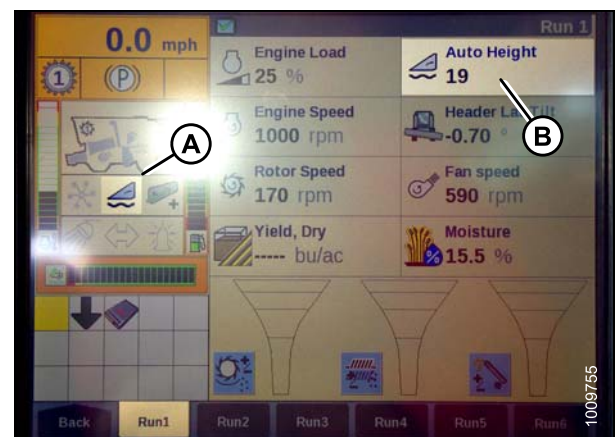 0.0 mph
Run 1
1
(P)
Engine Load
25 %
Auto Height
19
Engine Speed
1000 rpm
Header Lat Tilt
-0.70 °
Rotor Speed
170 rpm
Fan speed
590 rpm
Yield, Dry
----- bu/ac
Moisture
15.5 %
A
B
Back
Run1
Run2
Run3
Run4
Run5
Run6
1009755